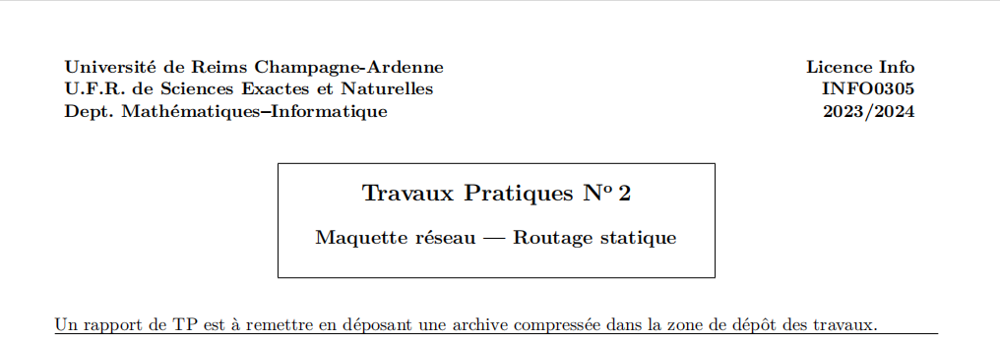 Université de Reims Champagne-Ardenne
Licence Info
U.F.R. de Sciences Exactes et Naturelles
INFO0305
Dept. Mathématiques–Informatique
2023/2024
Travaux Pratiques Nº 2
Maquette réseau — Routage statique
Un rapport de TP est à remettre en déposant une archive compressée dans la zone de dépôt des travaux.